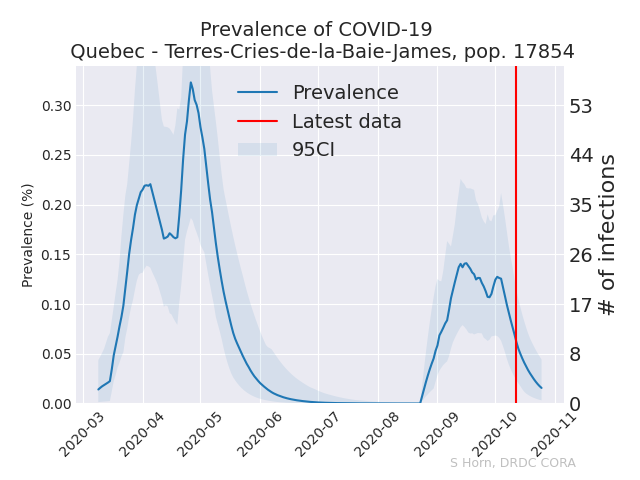 Prevalence of COVID-19
Quebec - Terres-Cries-de-la-Baie-James, pop. 17854
Prevalence
Latest data
95CI
0.30
0.25
0.20
0.15
0.10
0.05
0.00
Prevalence (%)
53
44
35
26
17
8
0
# of infections
2020-03
2020-04
2020-05
2020-06
2020-07
2020-08
2020-09
2020-10
2020-11
S Horn, DRDC CORA